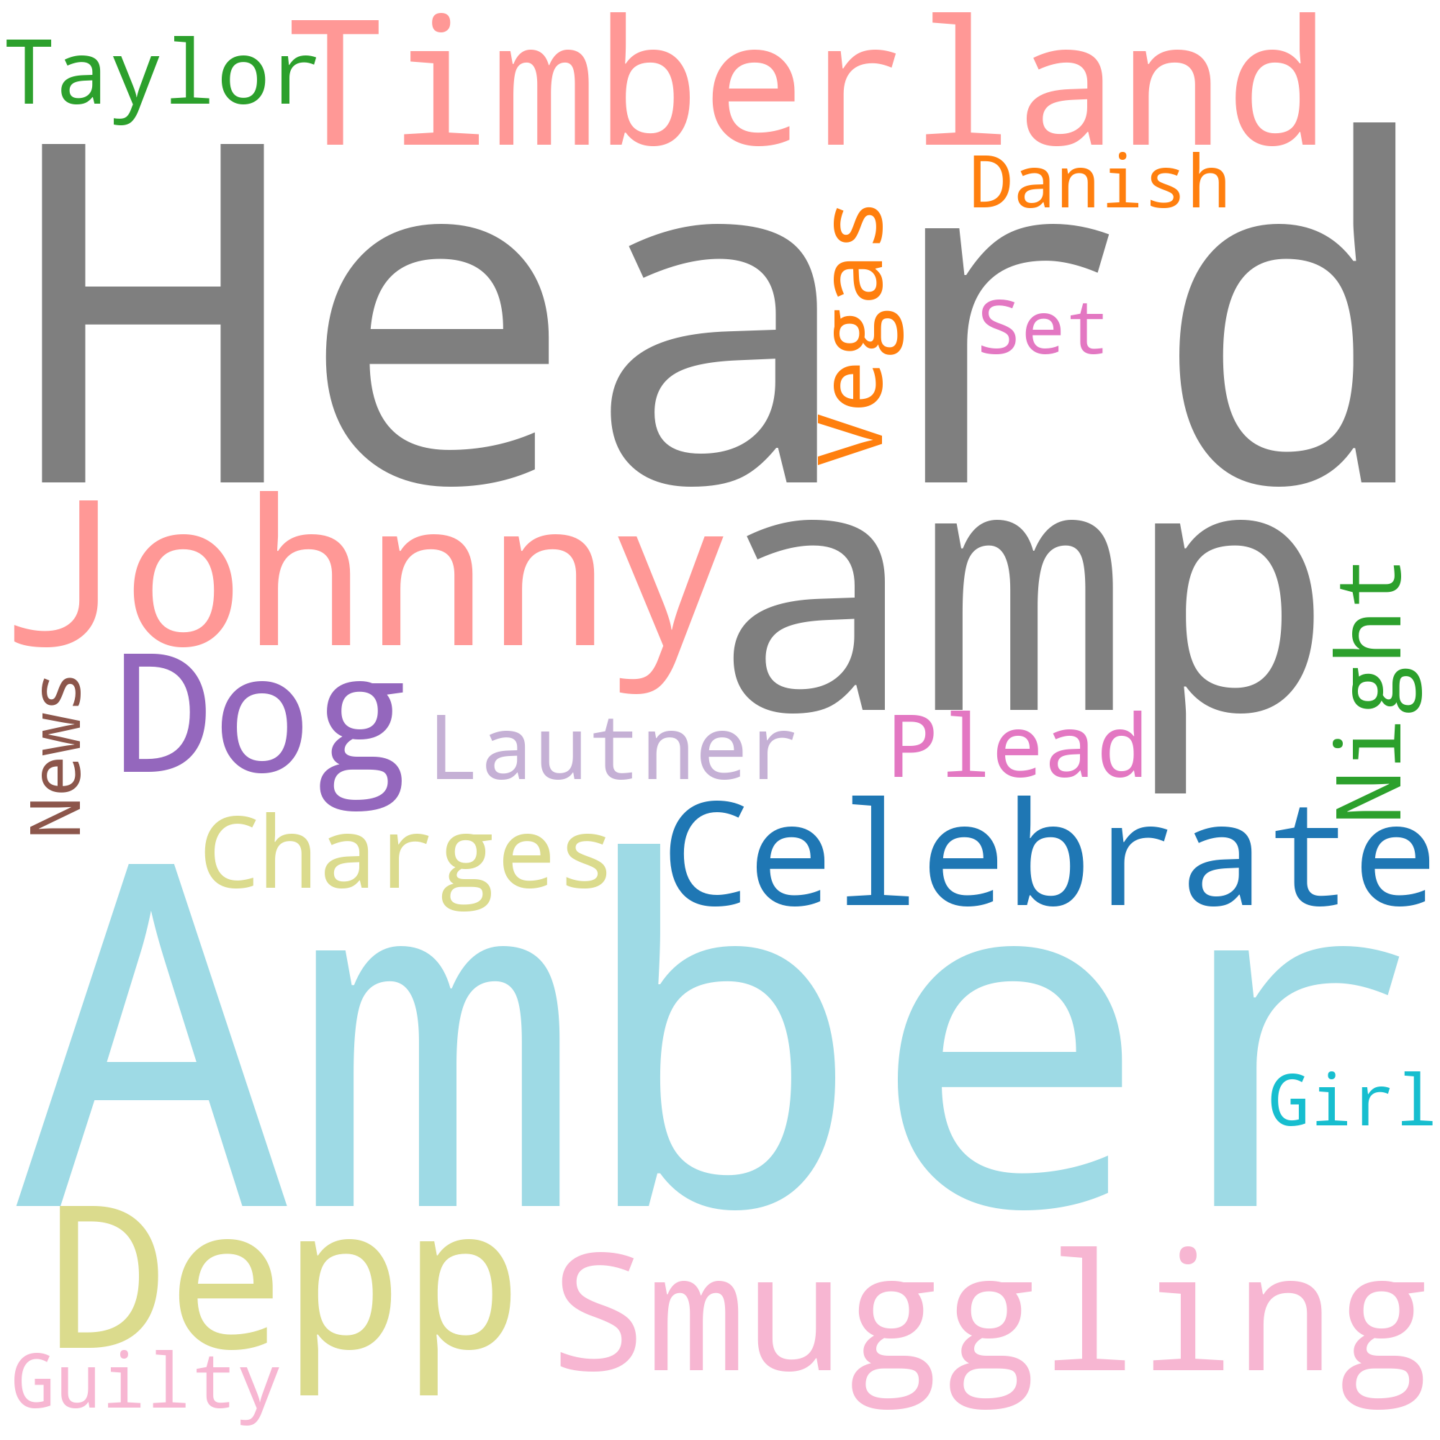 Taylor
Timberland
Danish
Heard
Vegas
Set
Johnny
amp
Night
News
Dog
Lautner
Plead
Charges
Celebrate
Amber
Girl
Depp
Smuggling
Guilty